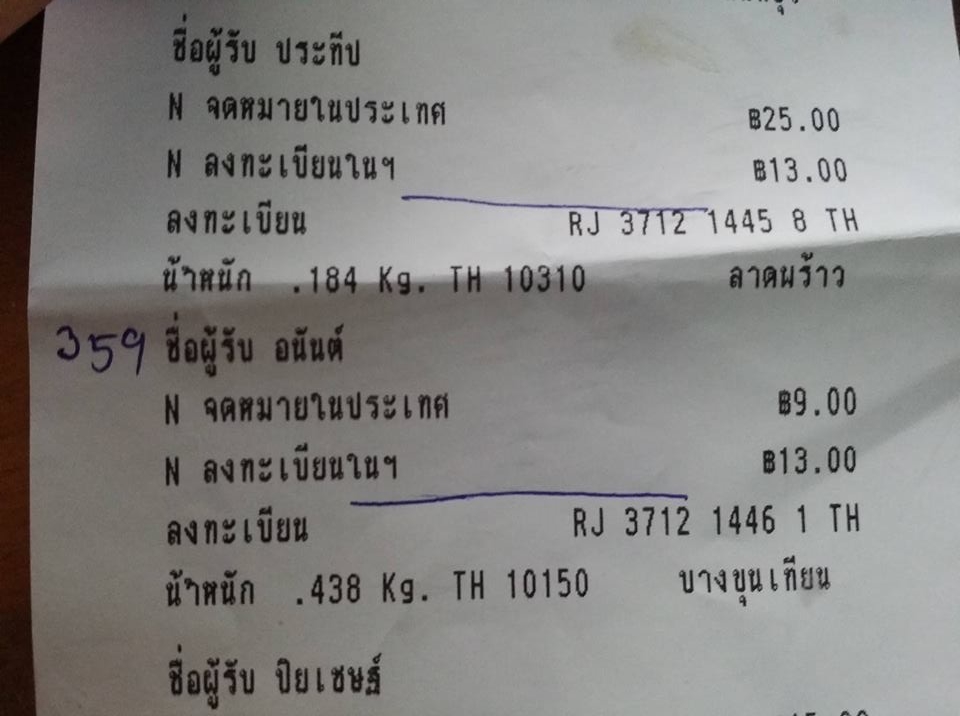 ชื่อผู้รับ ประทีป
N จดหมายในประเทศ ฿25.00
N ลงทะเบียนในฯ ฿13.00
ลงทะเบียน RJ 3712 1445 8 TH
น้ำหนัก .184 Kg. TH 10310 ลาดพร้าว
359 ชื่อผู้รับ อนันต์
N จดหมายในประเทศ ฿9.00
N ลงทะเบียนในฯ ฿13.00
ลงทะเบียน RJ 3712 1446 1 TH
น้ำหนัก .438 Kg. TH 10150 บางขุนเทียน
ชื่อผู้รับ ปิยเชษฐ์